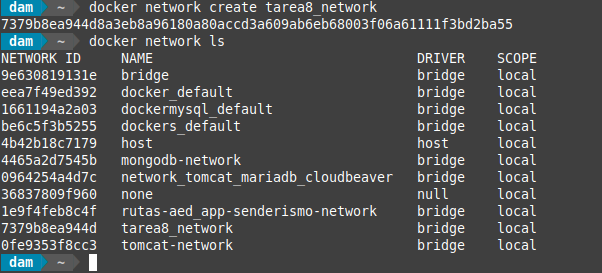 dam ~ docker network create tarea8_network
7379b8ea944d8a3eb8a96180a80accd3a609ab6eb68003f06a61111f3bd2ba55
dam ~ docker network ls
NETWORK ID NAME DRIVER SCOPE
9e630819131e bridge bridge local
eea7f49ed392 docker_default bridge local
1661194a2a03 dockermysql_default bridge local
be6c5f3b5255 dockers_default bridge local
4b42b18c7179 host host local
4465a2d7545b mongodb-network bridge local
0964254a4d7c network_tomcat_mariadb_cloudbeaver bridge local
36837809f960 none null local
1e9f4feb8c4f rutas-aed_app-senderismo-network bridge local
7379b8ea944d tarea8_network bridge local
0fe9353f8cc3 tomcat-network bridge local
dam ~